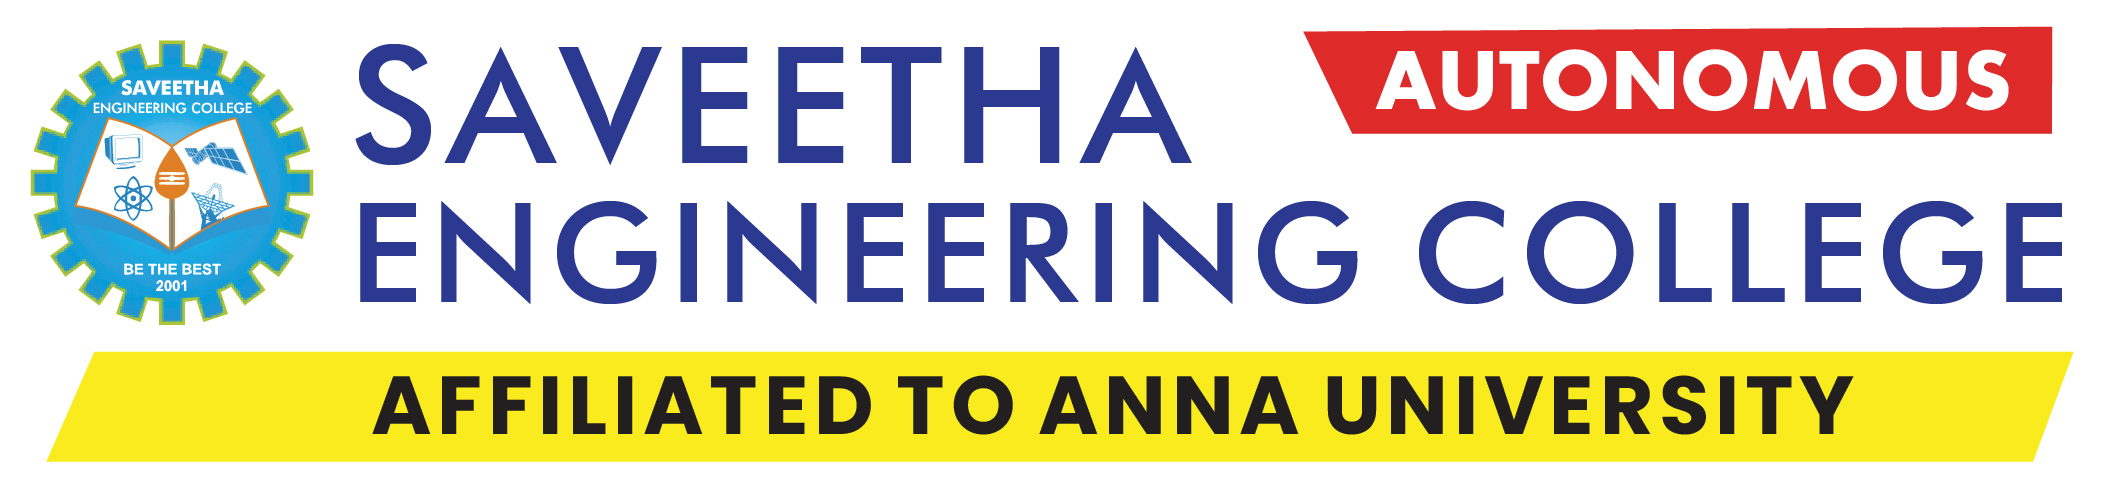 SAVEETHA
ENGINEERING COLLEGE
BE THE BEST
2001
SAVEETHA
AUTONOMOUS
ENGINEERING COLLEGE
AFFILIATED TO ANNA UNIVERSITY